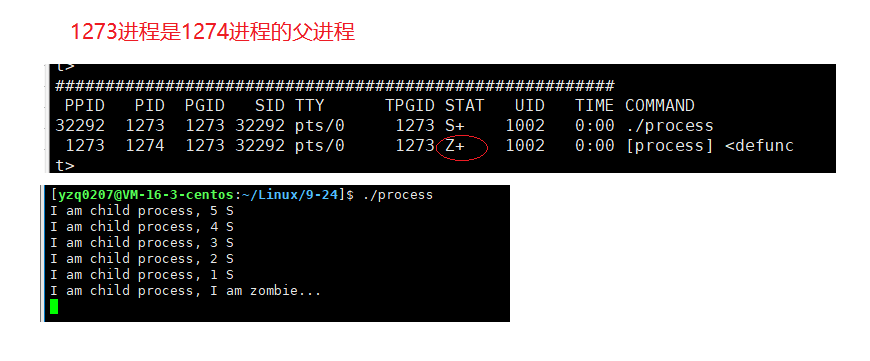 1273进程是1274进程的父进程
t>
########################################################
PPID PID PGID SID TTY TPGID STAT UID TIME COMMAND
32292 1273 1273 32292 pts/0 1273 S+ 1002 0:00 ./process
1273 1274 1273 32292 pts/0 1273 Z+ 1002 0:00 [process] <defunc
t>
[yzq0207@VM-16-3-centos:~/Linux/9-24]$ ./process
I am child process, 5 S
I am child process, 4 S
I am child process, 3 S
I am child process, 2 S
I am child process, 1 S
I am child process, I am zombie...